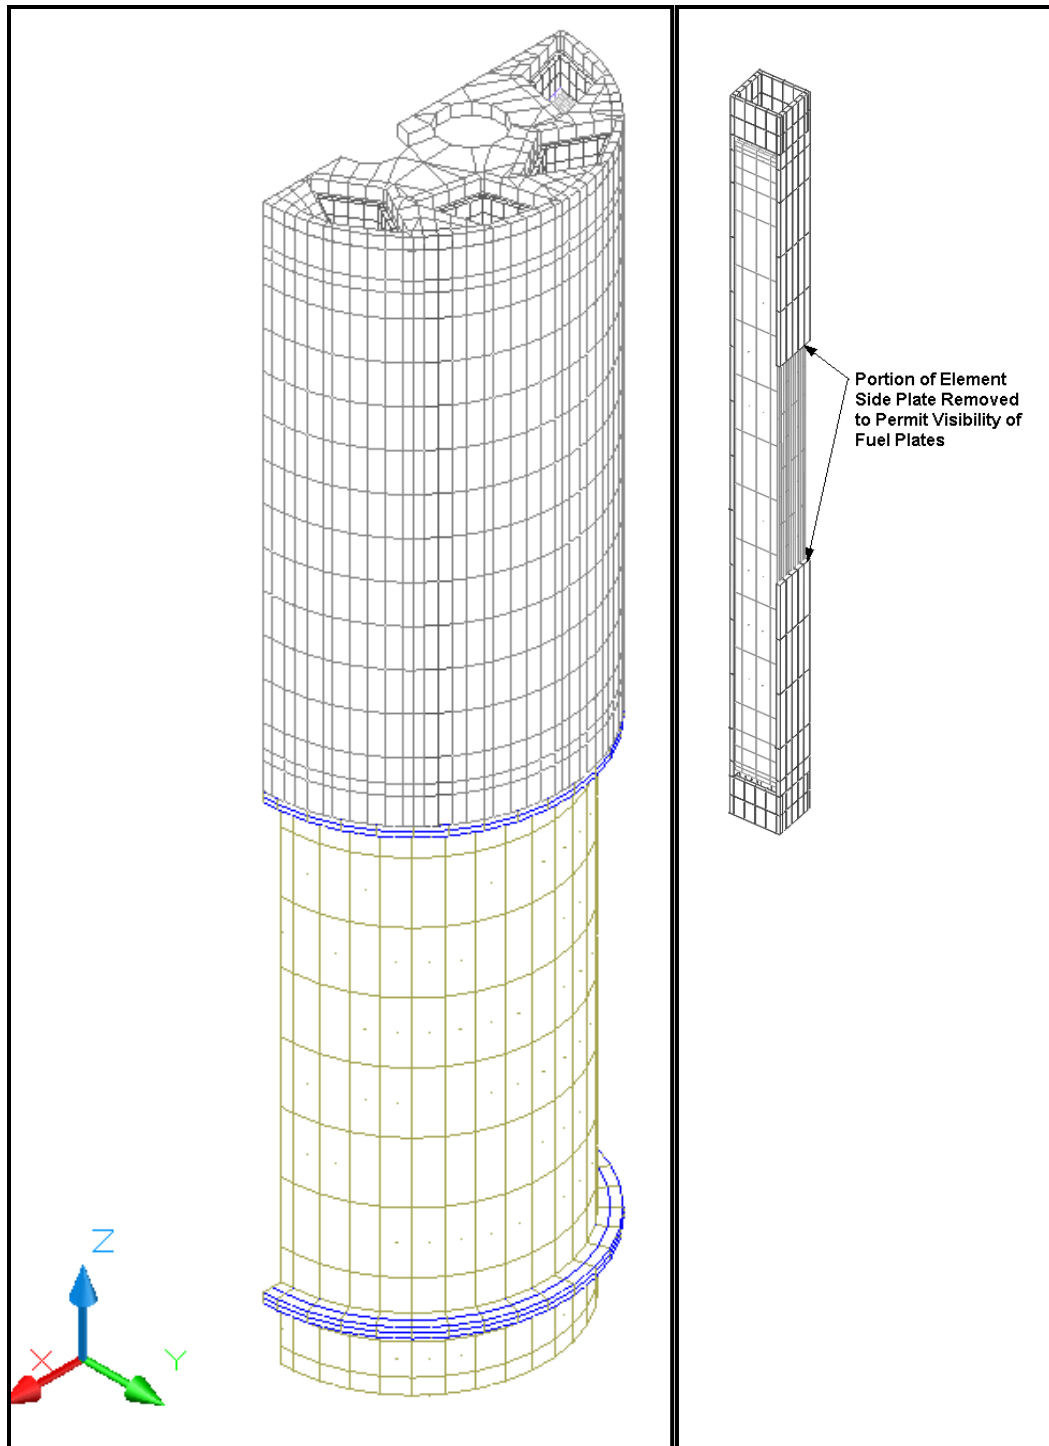 Portion of Element
Side Plate Removed
to Permit Visibility of
Fuel Plates
Z
X
Y